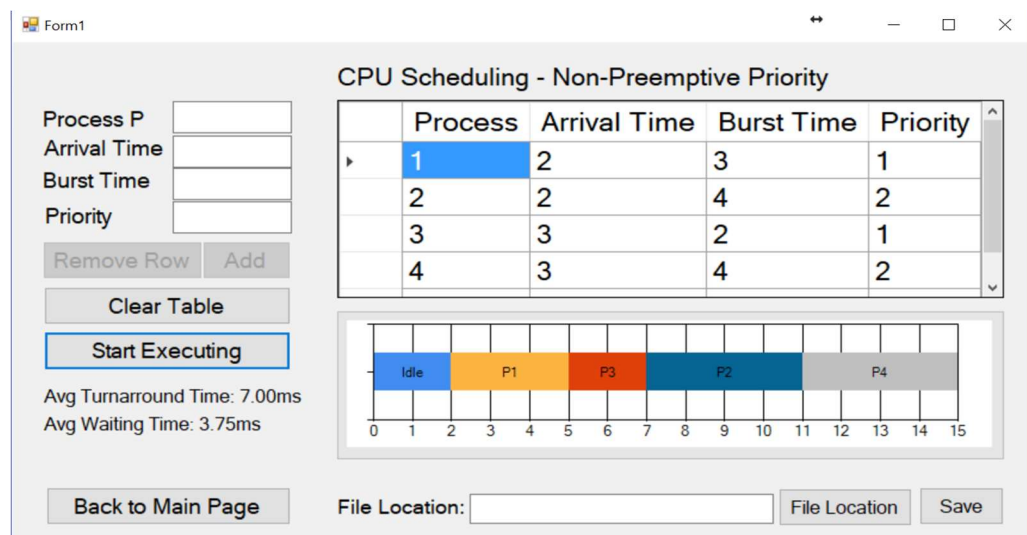 Form1
CPU Scheduling - Non-Preemptive Priority
Process P
Arrival Time
Burst Time
Priority
Remove Row Add
Clear Table
Start Executing
Avg Turnarround Time: 7.00ms
Avg Waiting Time: 3.75ms
Back to Main Page
Process Arrival Time Burst Time Priority
1 2 3 1
2 2 4 2
3 3 2 1
4 3 4 2
Idle P1 P3 P2 P4
0 1 2 3 4 5 6 7 8 9 10 11 12 13 14 15
File Location: File Location Save